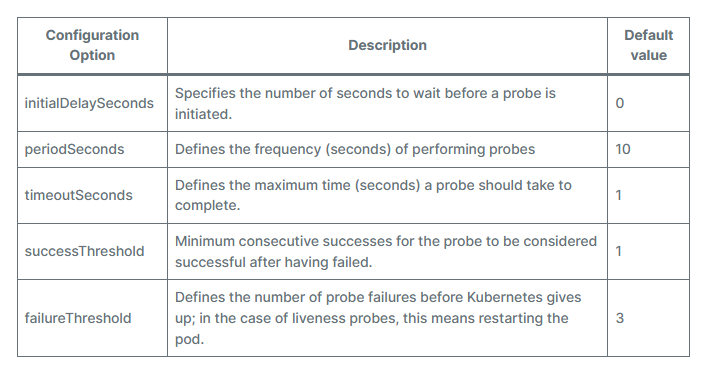 Configuration Option
Description
Default value
initialDelaySeconds
Specifies the number of seconds to wait before a probe is
initiated.
0
periodSeconds
Defines the frequency (seconds) of performing probes
10
timeoutSeconds
Defines the maximum time (seconds) a probe should take to
complete.
1
successThreshold
Minimum consecutive successes for the probe to be considered
successful after having failed.
1
failureThreshold
Defines the number of probe failures before Kubernetes gives
up; in the case of liveness probes, this means restarting the
pod.
3